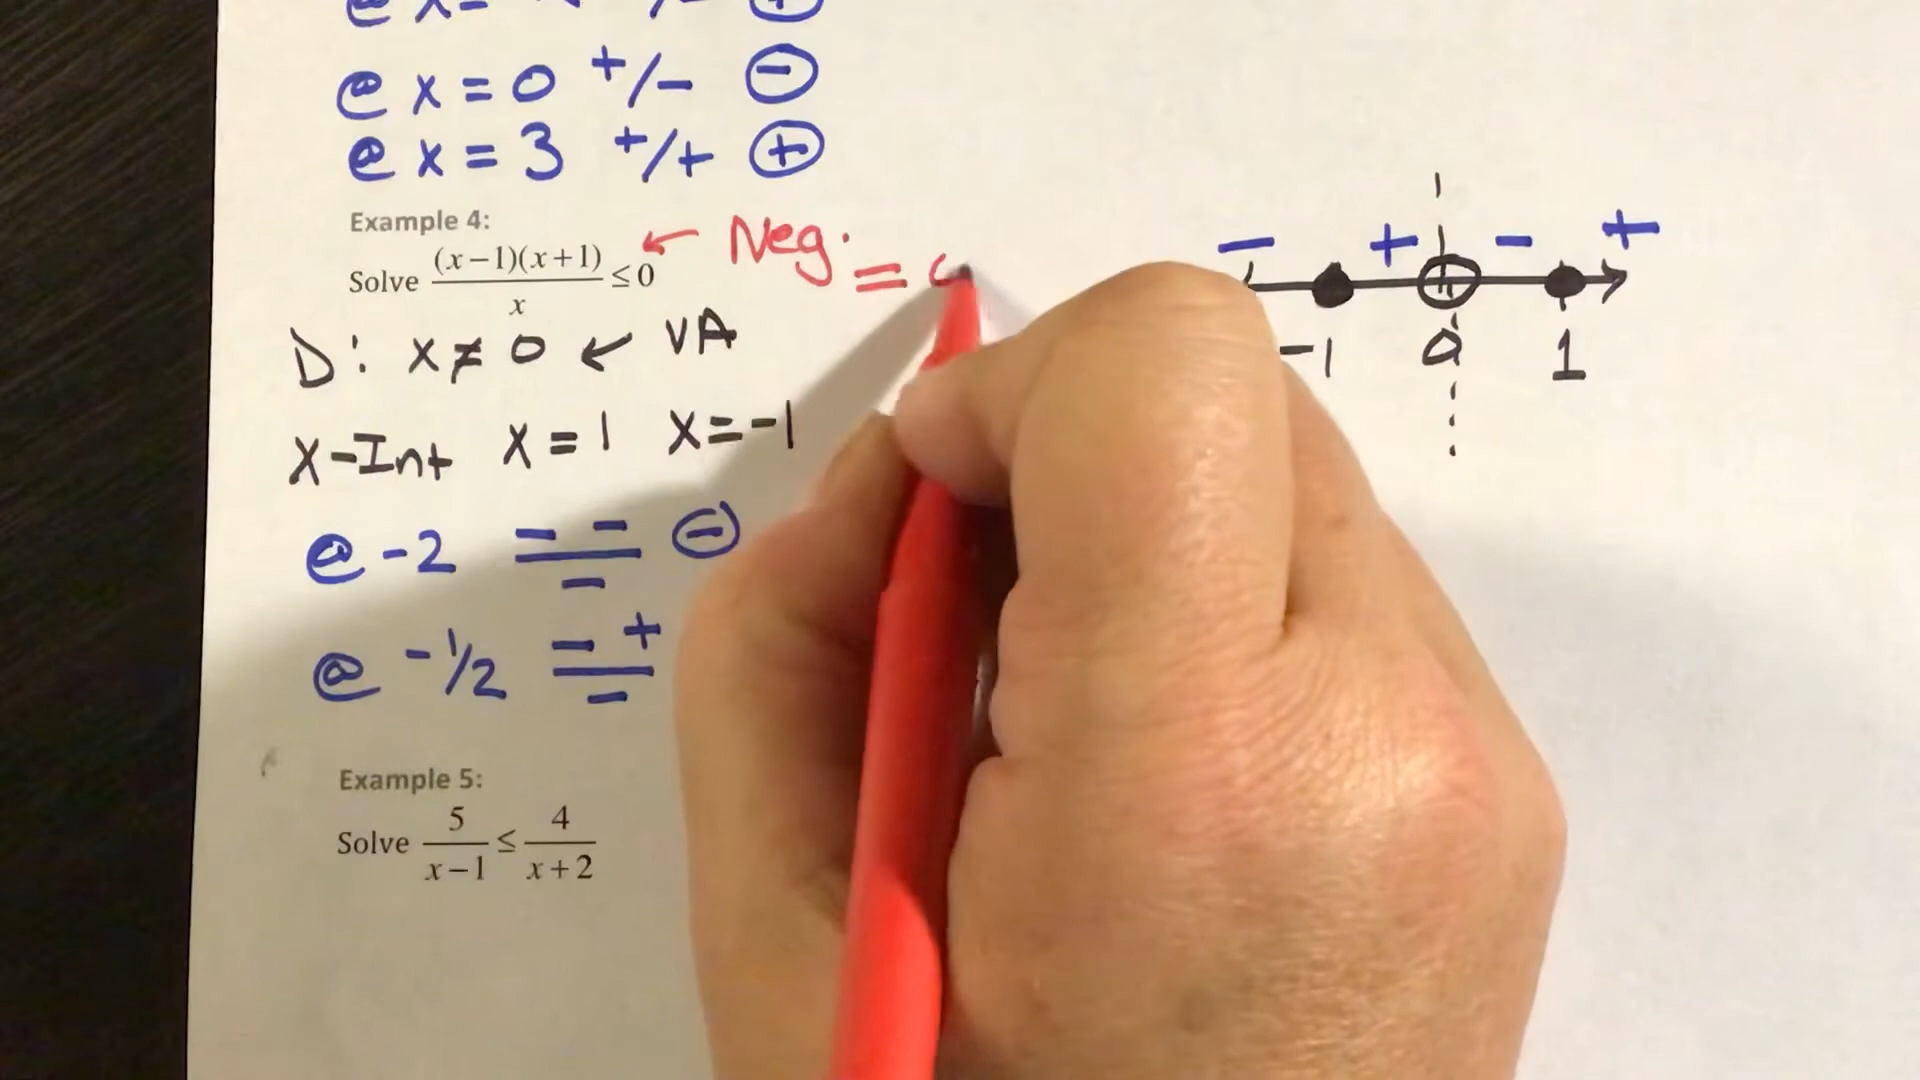 @ x = 0 +/- ⊖
@ x = 3 +/+ ⊕
Example 4:
Solve (x−1)(x+1)/x ≤ 0 ← Neg. =
D: x ≠ 0 ← VA
x-Int x = 1 x = -1
@ -2 - - / - ⊖
@ -1/2 - + / -
Example 5:
Solve 5/(x−1) ≤ 4/(x+2)
- + - +
-1 0 1